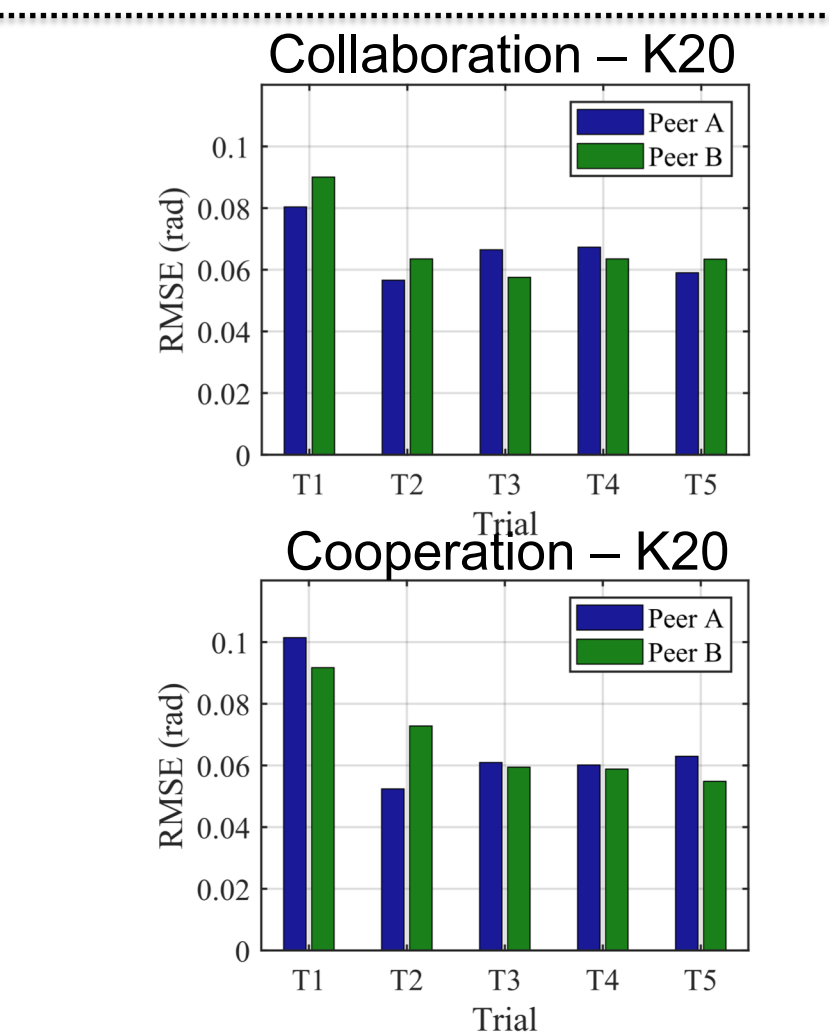 Collaboration – K20
Peer A
Peer B
0.1
0.08
0.06
0.04
0.02
0
RMSE (rad)
T1 T2 T3 T4 T5
Trial
Cooperation – K20
Peer A
Peer B
0.1
0.08
0.06
0.04
0.02
0
RMSE (rad)
T1 T2 T3 T4 T5
Trial